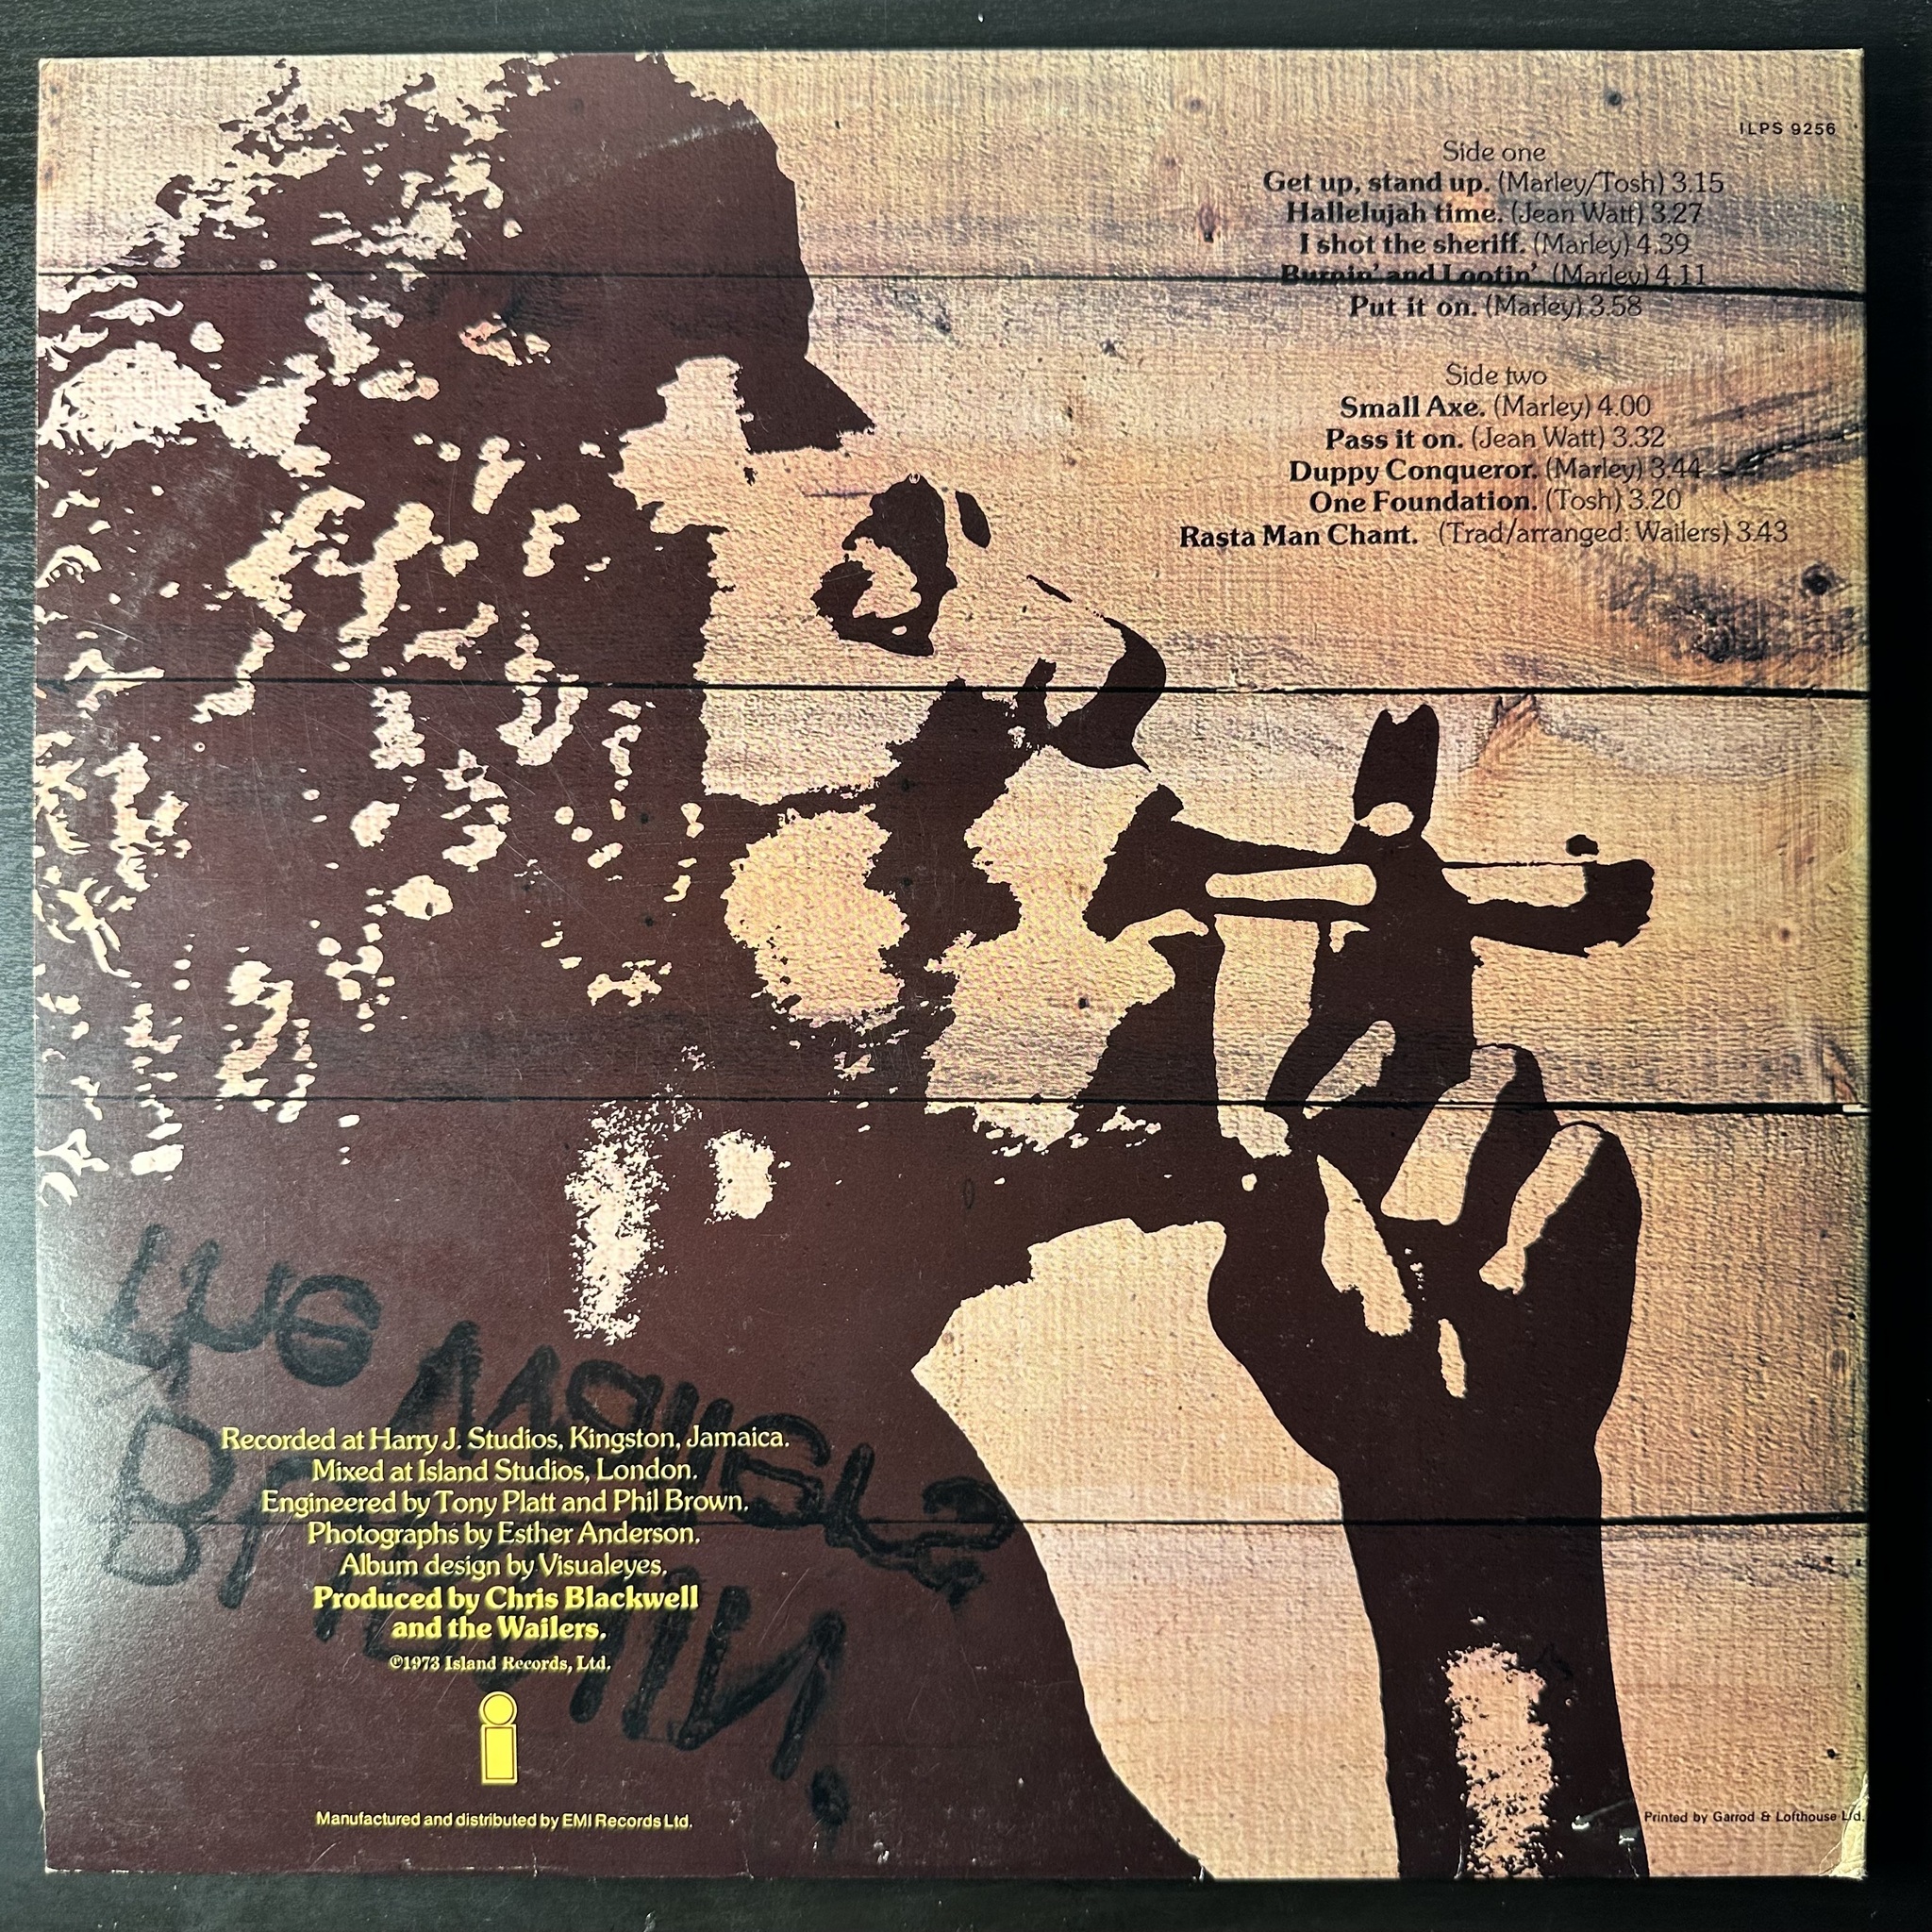 ILPS 9256
Side one
Get up, stand up. (Marley/Tosh) 3.15
Hallelujah time. (Jean Watt) 3.27
I shot the sheriff. (Marley) 4.39
Burnin' and Lootin'. (Marley) 4.11
Put it on. (Marley) 3.58
Side two
Small Axe. (Marley) 4.00
Pass it on. (Jean Watt) 3.32
Duppy Conqueror. (Marley) 3.44
One Foundation. (Tosh) 3.20
Rasta Man Chant. (Trad/arranged: Wailers) 3.43
Recorded at Harry J. Studios, Kingston, Jamaica.
Mixed at Island Studios, London.
Engineered by Tony Platt and Phil Brown.
Photographs by Esther Anderson.
Album design by Visualeyes.
Produced by Chris Blackwell
and the Wailers.
©1973 Island Records, Ltd.
Manufactured and distributed by EMI Records Ltd.
Printed by Garrod & Lofthouse Ltd.